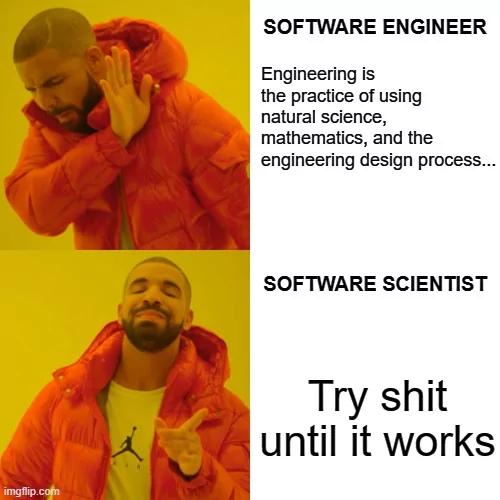 SOFTWARE ENGINEER
Engineering is
the practice of using
natural science,
mathematics, and the
engineering design process...
SOFTWARE SCIENTIST
Try shit
until it works
imgflip.com